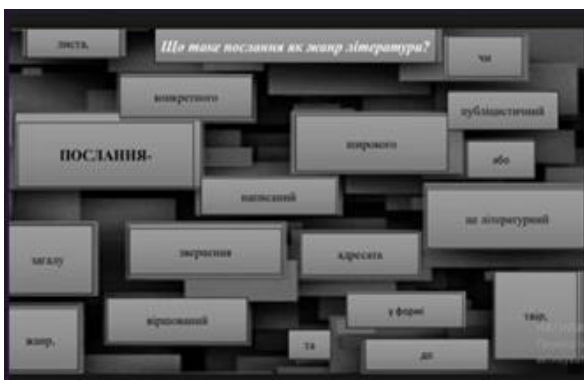 листа,
Що таке послання як жанр літератури?
чи
конкретного
публіцистичний
ПОСЛАННЯ-
широкого
або
написаний
це літературний
загалу
звернення
адресата
віршований
у формі
твір,
жанр,
та
до